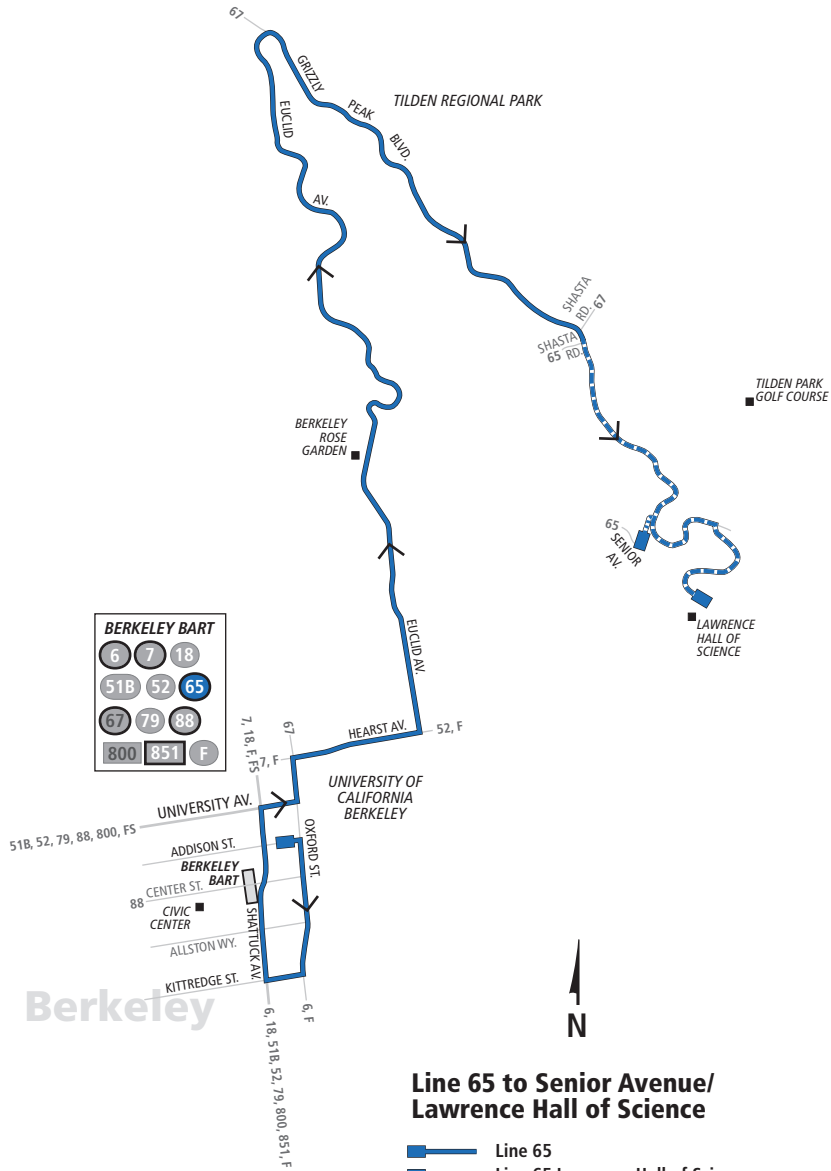 67
GRIZZLY
PEAK
BLVD.
TILDEN REGIONAL PARK
EUCLID
AV.
SHASTA
RD. 67
SHASTA
65 RD.
TILDEN PARK
GOLF COURSE
BERKELEY
ROSE
GARDEN
65
SENIOR
AV.
LAWRENCE
HALL OF
SCIENCE
EUCLID AV.
BERKELEY BART
6 7 18
51B 52 65
67 79 88
800 851 F
7, 18, F, FS
67
HEARST AV.
52, F
7, F
UNIVERSITY OF
CALIFORNIA
BERKELEY
UNIVERSITY AV.
51B, 52, 79, 88, 800, FS
ADDISON ST.
OXFORD ST.
BERKELEY
BART
CENTER ST.
88
CIVIC
CENTER
SHATTUCK AV.
ALLSTON WY.
KITTREDGE ST.
Berkeley
6, F
6, 18, 51B, 52, 79, 800, 851, F
N
Line 65 to Senior Avenue/
Lawrence Hall of Science
Line 65